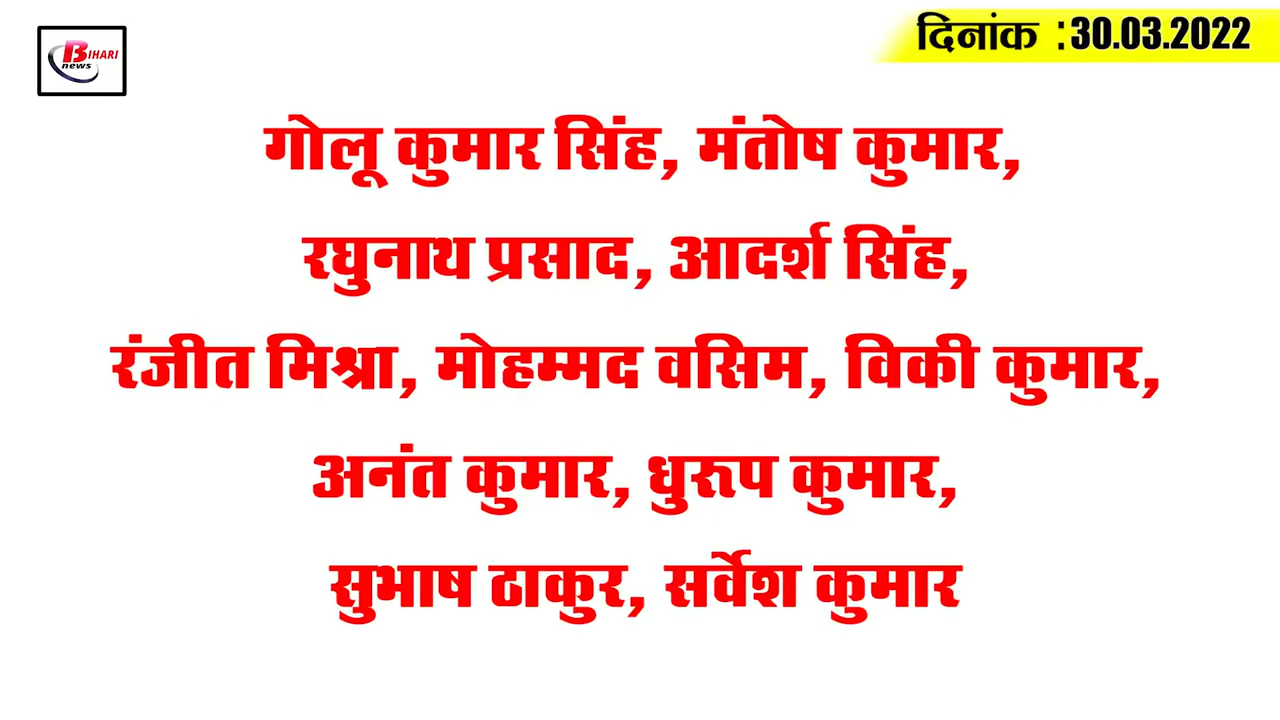 BIHARI
news
दिनांक :30.03.2022
गोलू कुमार सिंह, मंतोष कुमार,
रघुनाथ प्रसाद, आदर्श सिंह,
रंजीत मिश्रा, मोहम्मद वसिम, विकी कुमार,
अनंत कुमार, धुरूप कुमार,
सुभाष ठाकुर, सर्वेश कुमार